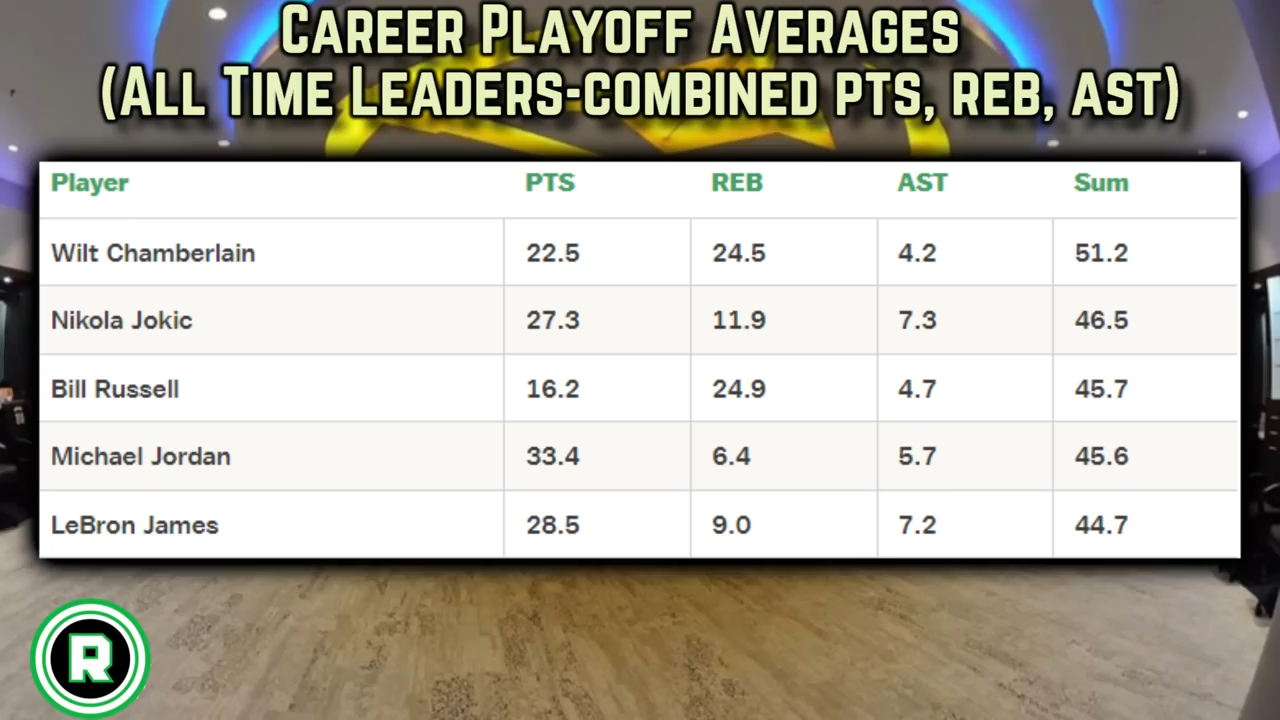 Career Playoff Averages
(All Time Leaders-combined pts, reb, ast)
Player PTS REB AST Sum
Wilt Chamberlain 22.5 24.5 4.2 51.2
Nikola Jokic 27.3 11.9 7.3 46.5
Bill Russell 16.2 24.9 4.7 45.7
Michael Jordan 33.4 6.4 5.7 45.6
LeBron James 28.5 9.0 7.2 44.7
R